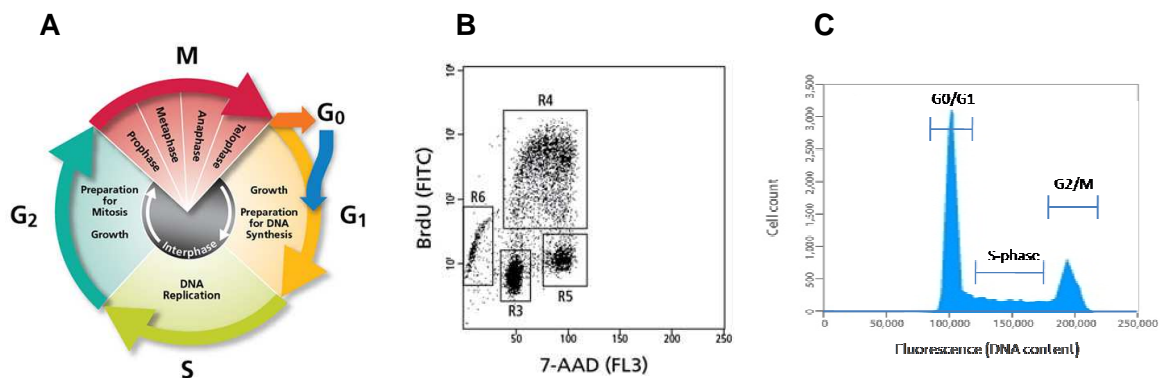 A
M
Prophase
Metaphase
Anaphase
Telophase
G0
G2
Preparation
for
Mitosis
Growth
Growth
Preparation
for DNA
Synthesis
G1
Interphase
DNA
Replication
S
B
BrdU (FITC)
R4
R6
R3
R5
50
100
150
200
250
7-AAD (FL3)
C
3,500
3,000
2,500
2,000
1,500
1,000
500
0
Cell count
G0/G1
G2/M
S-phase
0
50,000
100,000
150,000
200,000
250,000
Fluorescence (DNA content)